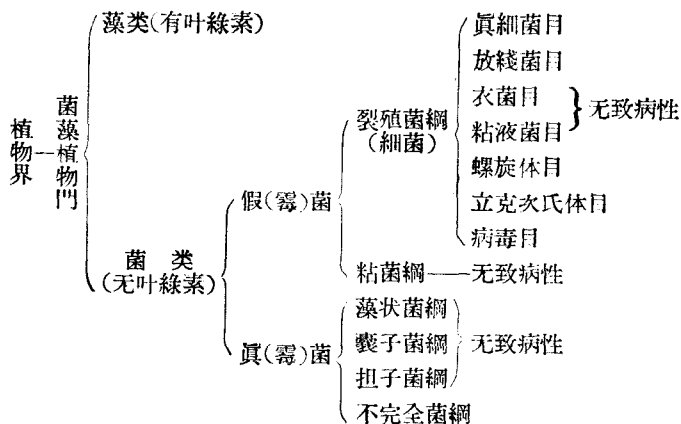 植物界
菌藻植物門
藻类(有叶綠素)
菌类
(无叶綠素)
假(霉)菌
裂殖菌綱
(細菌)
眞細菌目
放綫菌目
衣菌目
粘液菌目
无致病性
螺旋体目
立克次氏体目
病毒目
粘菌綱——无致病性
眞(霉)菌
藻状菌綱
囊子菌綱
担子菌綱
无致病性
不完全菌綱